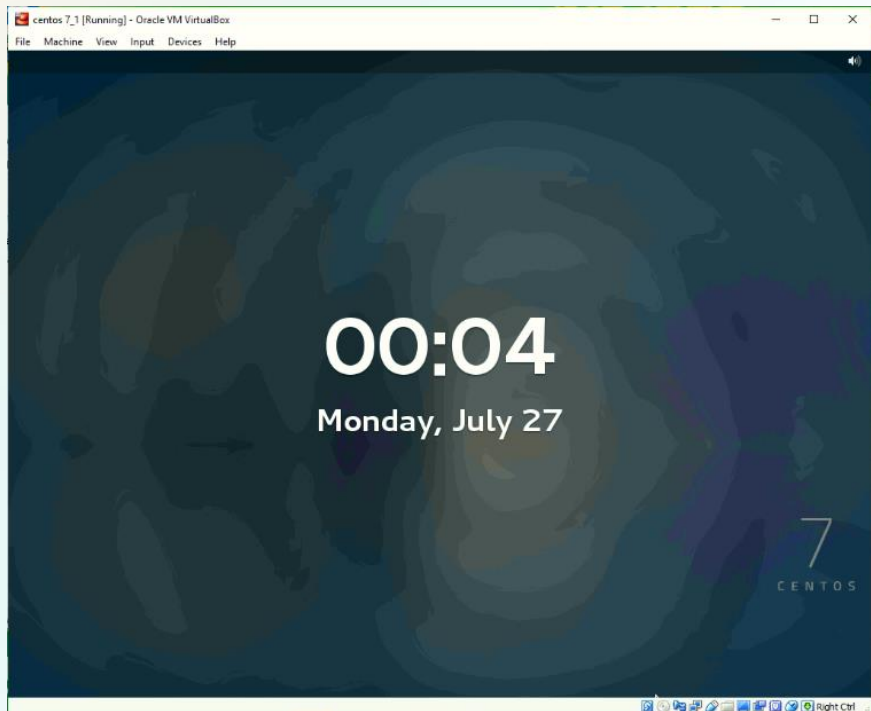 centos 7_1 [Running] - Oracle VM VirtualBox
File Machine View Input Devices Help
00:04
Monday, July 27
7
CENTOS
Right Ctrl